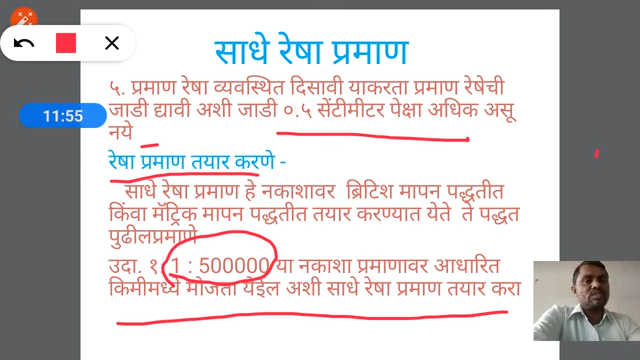 साधे रेषा प्रमाण
५. प्रमाण रेषा व्यवस्थित दिसावी याकरता प्रमाण रेषेची
जाडी द्यावी अशी जाडी ०.५ सेंटीमीटर पेक्षा अधिक असू
नये
11:55
रेषा प्रमाण तयार करणे -
साधे रेषा प्रमाण हे नकाशावर ब्रिटिश मापन पद्धतीत
किंवा मॅट्रिक मापन पद्धतीत तयार करण्यात येते ते पद्धत
पुढीलप्रमाणे
उदा. १ 1 : 500000 या नकाशा प्रमाणावर आधारित
किमीमध्ये मोजता येईल अशी साधे रेषा प्रमाण तयार करा